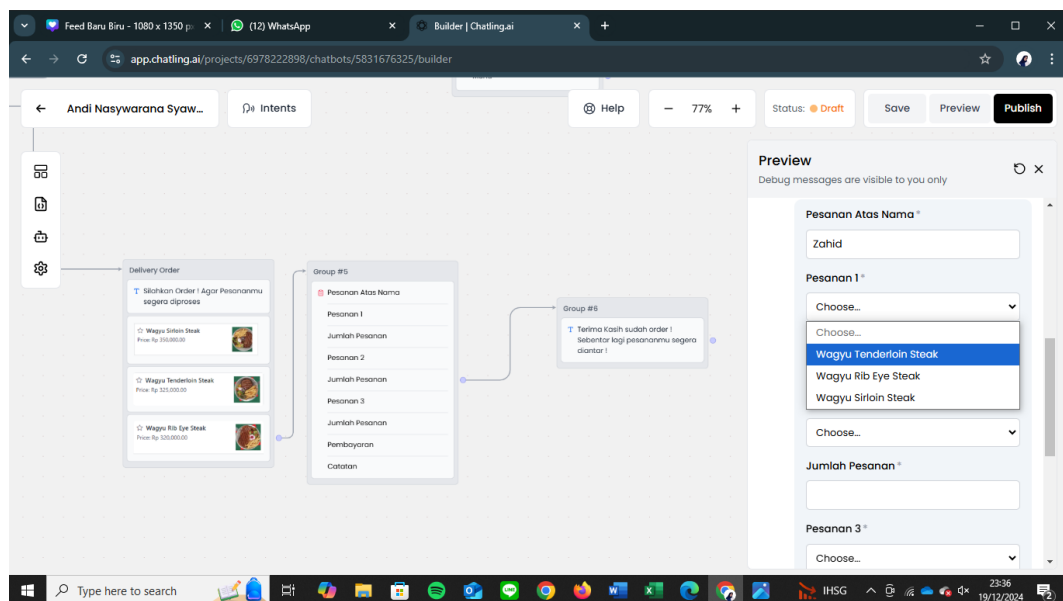 Feed Baru Biru - 1080 x 1350 p
(12) WhatsApp
Builder | Chatling.ai
app.chatling.ai/projects/6978222898/chatbots/5831676325/builder
Andi Nasywarana Syaw...
Intents
Help
77%
Status:
Draft
Save
Preview
Publish
Delivery Order
Silahkan Order ! Agar Pesananmu
segera diproses
Wagyu Sirloin Steak
Price: Rp 350,000.00
Wagyu Tenderloin Steak
Price: Rp 325,000.00
Wagyu Rib Eye Steak
Price: Rp 320,000.00
Group #5
Pesanan Atas Nama
Pesanan 1
Jumlah Pesanan
Pesanan 2
Jumlah Pesanan
Pesanan 3
Jumlah Pesanan
Pembayaran
Catatan
Group #6
Terima Kasih sudah order !
Sebentar lagi pesananmu segera
diantar !
Preview
Debug messages are visible to you only
Pesanan Atas Nama *
Zahid
Pesanan 1 *
Choose...
Choose...
Wagyu Tenderloin Steak
Wagyu Rib Eye Steak
Wagyu Sirloin Steak
Choose...
Jumlah Pesanan *
Pesanan 3 *
Choose...
Type here to search
IHSG
23:36
19/12/2024